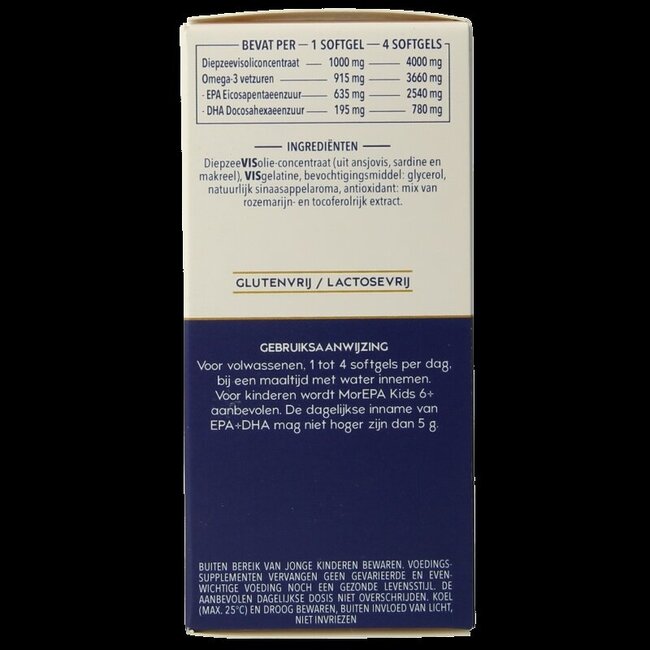 BEVAT PER — 1 SOFTGEL — 4 SOFTGELS
Diepzeevisoliconcentraat 1000 mg 4000 mg
Omega-3 vetzuren 915 mg 3660 mg
· EPA Eicosapentaeenzuur 635 mg 2540 mg
· DHA Docosahexaeenzuur 195 mg 780 mg
INGREDIËNTEN
DiepzeeVISolie-concentraat (uit ansjovis, sardine en
makreel), VISgelatine, bevochtigingsmiddel: glycerol,
natuurlijk sinaasappelaroma, antioxidant: mix van
rozemarijn- en tocoferolrijk extract.
GLUTENVRIJ / LACTOSEVRIJ
GEBRUIKSAANWIJZING
Voor volwassenen, 1 tot 4 softgels per dag,
bij een maaltijd met water innemen.
Voor kinderen wordt MorEPA Kids 6+
aanbevolen. De dagelijkse inname van
EPA+DHA mag niet hoger zijn dan 5 g.
BUITEN BEREIK VAN JONGE KINDEREN BEWAREN. VOEDINGS-
SUPPLEMENTEN VERVANGEN GEEN GEVARIEERDE EN EVEN-
WICHTIGE VOEDING NOCH EEN GEZONDE LEVENSSTIJL. DE
AANBEVOLEN DAGELIJKSE DOSIS NIET OVERSCHRIJDEN. KOEL
(MAX. 25°C) EN DROOG BEWAREN, BUITEN INVLOED VAN LICHT,
NIET INVRIEZEN